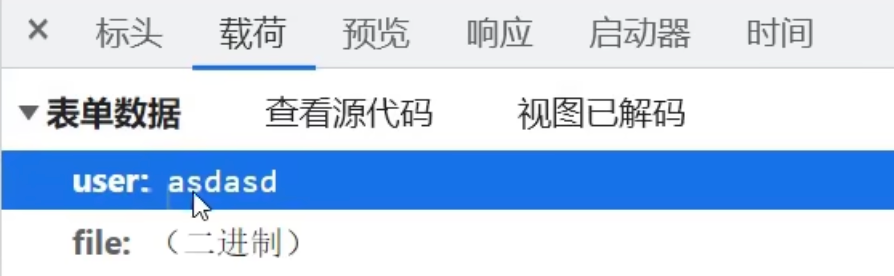 × 标头 载荷 预览 响应 启动器 时间
▼表单数据 查看源代码 视图已解码
user: asdasd
file: （二进制）